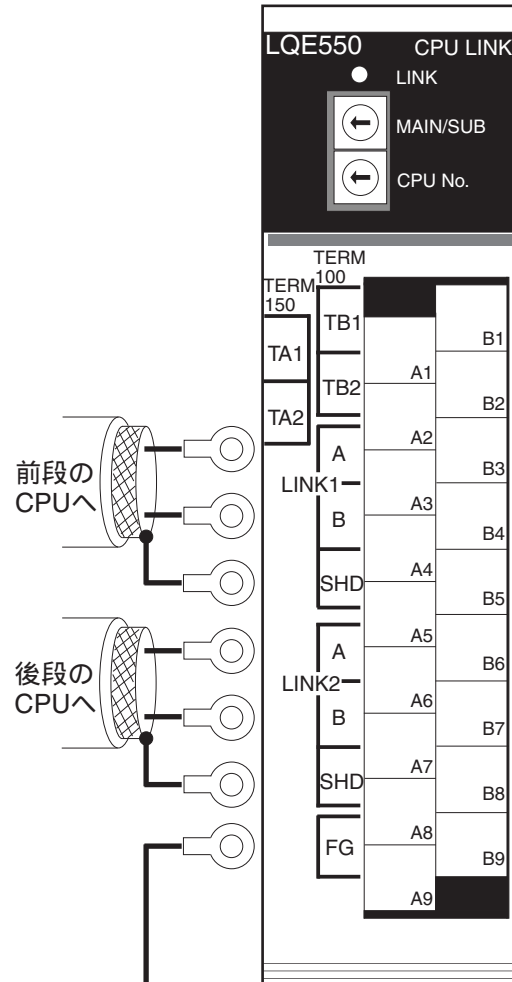 LQE550 CPU LINK
LINK
MAIN/SUB
CPU No.
TERM
100
TERM
150
TB1
TB2
TA1
TA2
前段の
CPUへ
後段の
CPUへ
A
LINK1
B
SHD
A
LINK2
B
SHD
FG
A1
A2
A3
A4
A5
A6
A7
A8
A9
B1
B2
B3
B4
B5
B6
B7
B8
B9